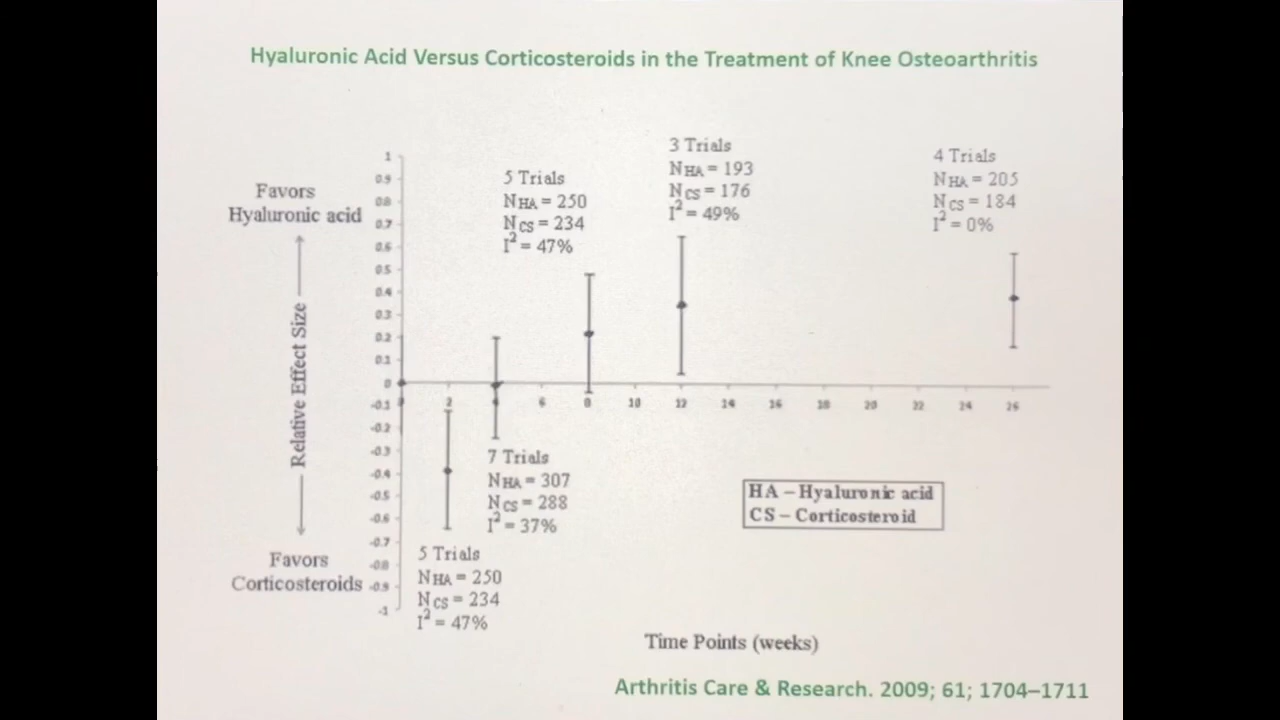 Hyaluronic Acid Versus Corticosteroids in the Treatment of Knee Osteoarthritis
3 Trials
NHA = 193
NCS = 176
I² = 49%
4 Trials
NHA = 205
NCS = 184
I² = 0%
5 Trials
NHA = 250
NCS = 234
I² = 47%
Favors
Hyaluronic acid
Relative Effect Size
Favors
Corticosteroids
1
0.9
0.8
0.7
0.6
0.5
0.4
0.3
0.2
0.1
0
-0.1
-0.2
-0.3
-0.4
-0.5
-0.6
-0.7
-0.8
-0.9
-1
2 4 6 8 10 12 14 16 18 20 22 24 26
7 Trials
NHA = 307
NCS = 288
I² = 37%
HA – Hyaluronic acid
CS – Corticosteroid
5 Trials
NHA = 250
NCS = 234
I² = 47%
Time Points (weeks)
Arthritis Care & Research. 2009; 61; 1704–1711